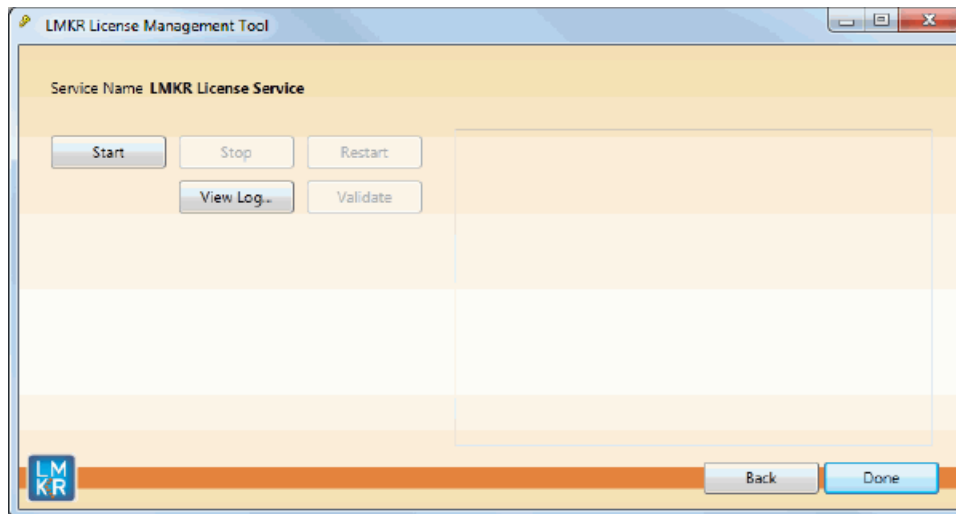 LMKR License Management Tool
Service Name LMKR License Service
Start Stop Restart
View Log... Validate
LM
KR
Back Done